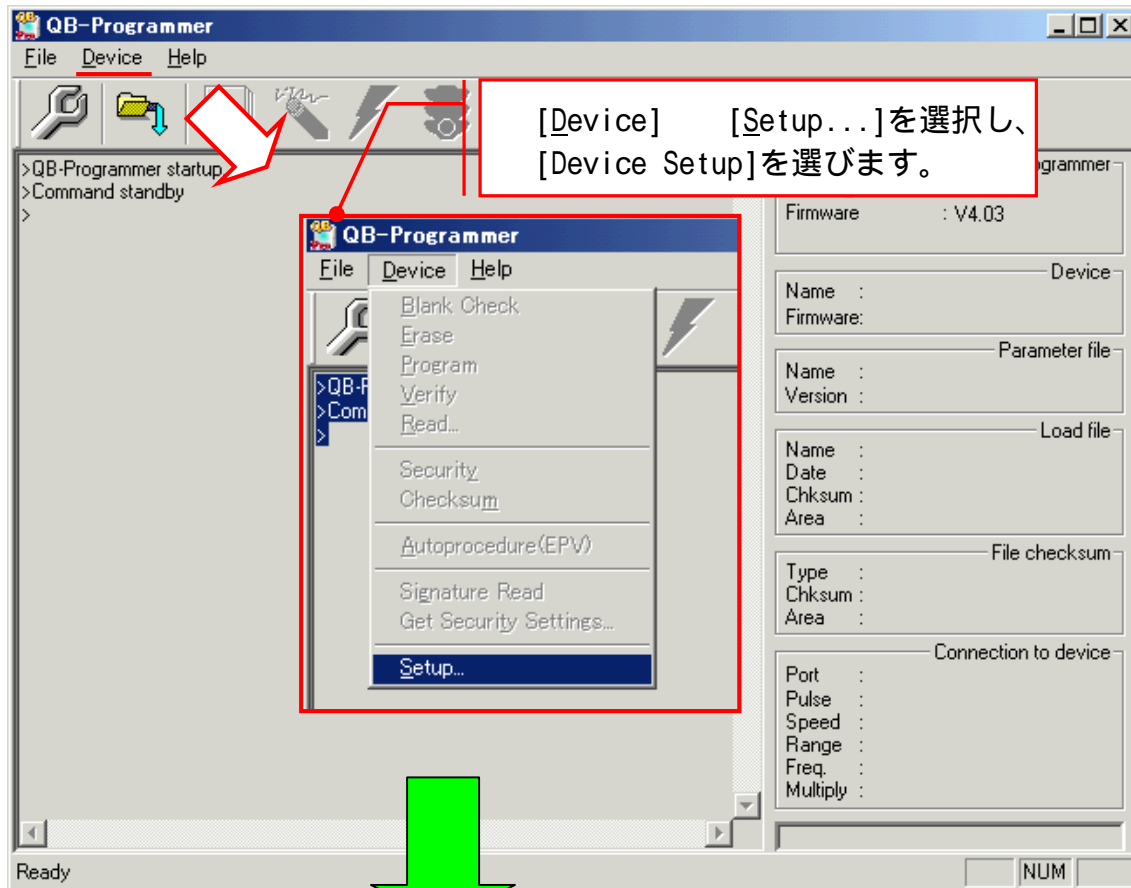 QB-Programmer
File Device Help
[Device] [Setup...]を選択し、
[Device Setup]を選びます。
>QB-Programmer startup
>Command standby
>
QB-Programmer
File Device Help
Blank Check
Erase
Program
Verify
Read...
Security
Checksum
Autoprocedure(EPV)
Signature Read
Get Security Settings...
Setup...
>
Firmware : V4.03
Device
Name :
Firmware:
Parameter file
Name :
Version :
Load file
Name :
Date :
Chksum :
Area :
File checksum
Type :
Chksum :
Area :
Connection to device
Port :
Pulse :
Speed :
Range :
Freq. :
Multiply :
Ready
NUM